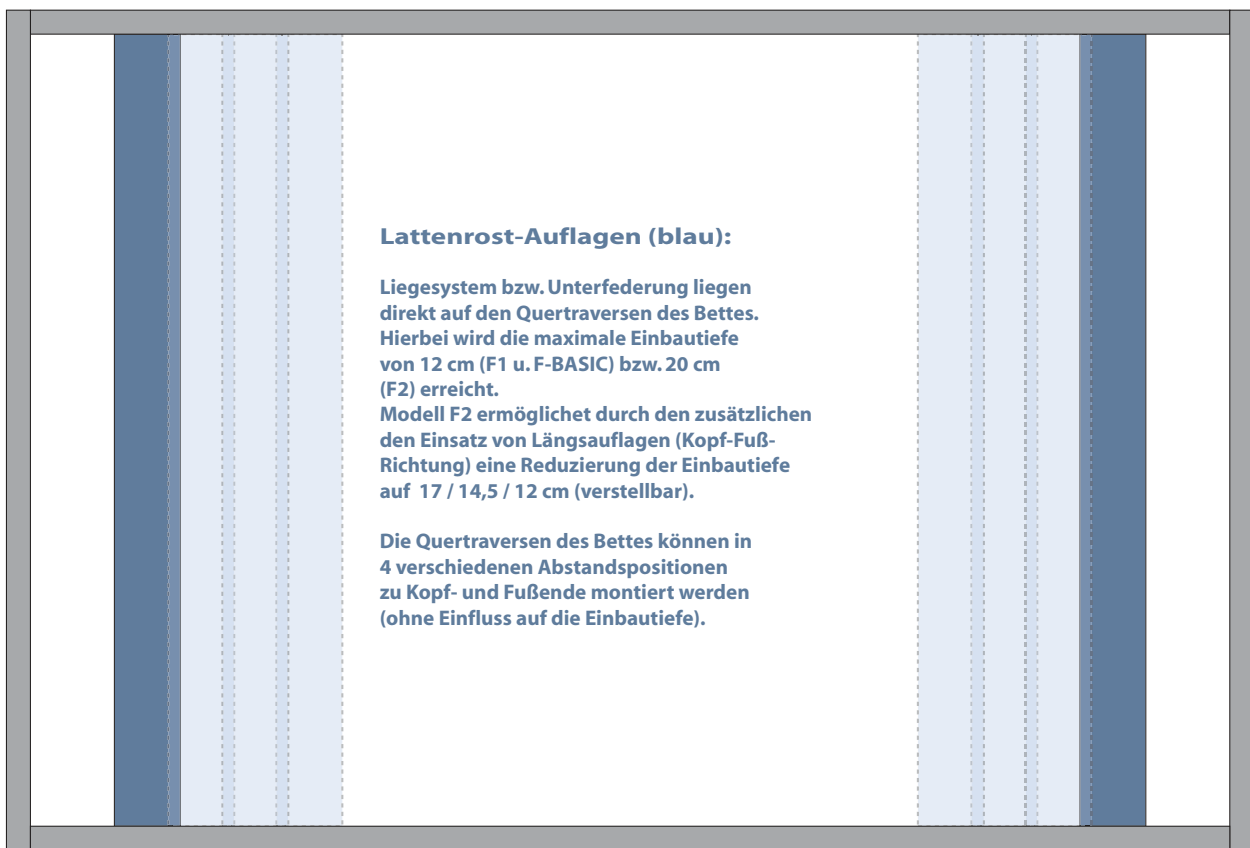 Lattenrost-Auflagen (blau):
Liegesystem bzw. Unterfederung liegen
direkt auf den Quertraversen des Bettes.
Hierbei wird die maximale Einbautiefe
von 12 cm (F1 u. F-BASIC) bzw. 20 cm
(F2) erreicht.
Modell F2 ermöglichet durch den zusätzlichen
den Einsatz von Längsauflagen (Kopf-Fuß-
Richtung) eine Reduzierung der Einbautiefe
auf 17 / 14,5 / 12 cm (verstellbar).
Die Quertraversen des Bettes können in
4 verschiedenen Abstandspositionen
zu Kopf- und Fußende montiert werden
(ohne Einfluss auf die Einbautiefe).